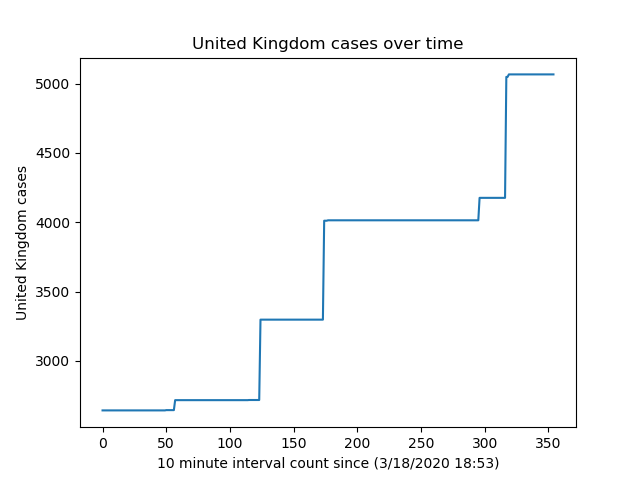 United Kingdom cases over time
5000
4500
4000
3500
3000
United Kingdom cases
0 50 100 150 200 250 300 350
10 minute interval count since (3/18/2020 18:53)